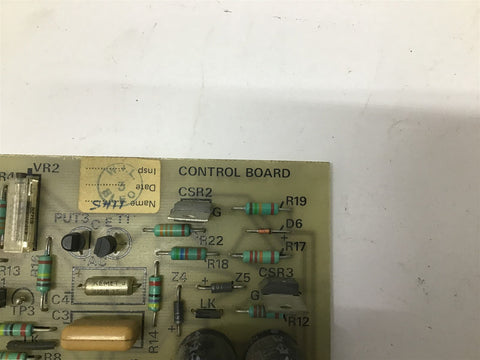 VR2
Insp
CONTROL BOARD
Date
Name
CSR2
G
R19
PUT3
D6
R22
R17
R18
R13
Z4
Z5
CSR3
C4
KEMET
G
TP3
C3
R14
LK
R12
R8